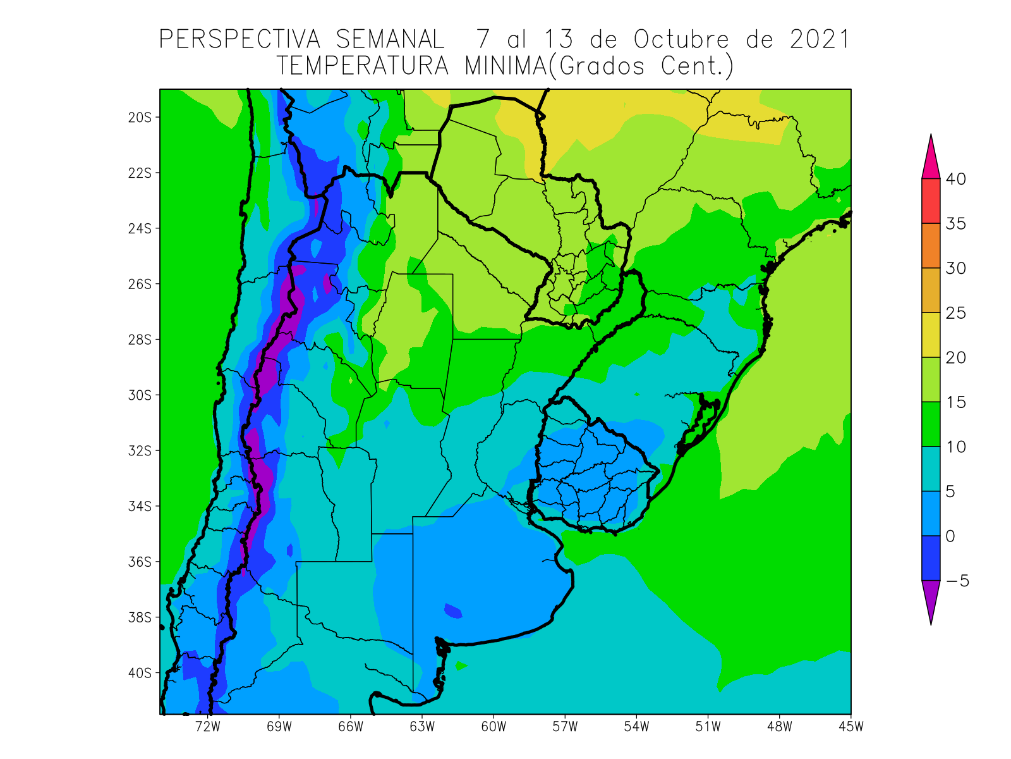 PERSPECTIVA SEMANAL 7 al 13 de Octubre de 2021
TEMPERATURA MINIMA(Grados Cent.)
20S
22S
24S
26S
28S
30S
32S
34S
36S
38S
40S
72W 69W 66W 63W 60W 57W 54W 51W 48W 45W
40
35
30
25
20
15
10
5
0
−5